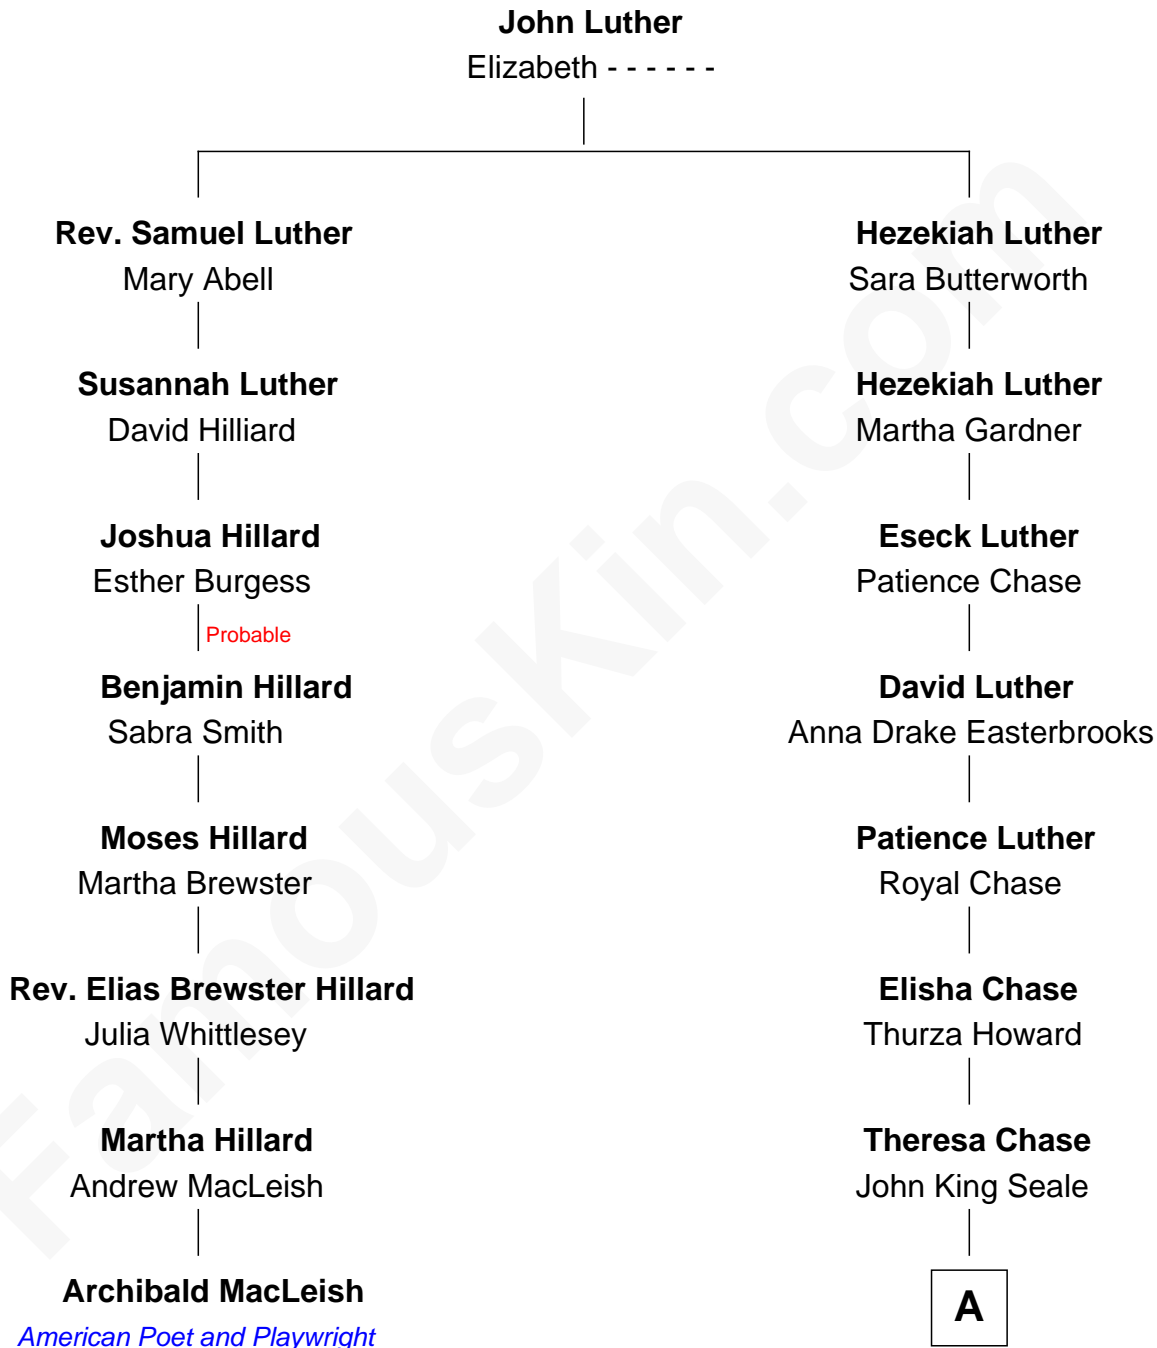 John Luther
Elizabeth - - - - - -
Rev. Samuel Luther
Mary Abell
Hezekiah Luther
Sara Butterworth
Susannah Luther
David Hilliard
Hezekiah Luther
Martha Gardner
Joshua Hillard
Esther Burgess
Eseck Luther
Patience Chase
Probable
Benjamin Hillard
Sabra Smith
David Luther
Anna Drake Easterbrooks
Moses Hillard
Martha Brewster
Patience Luther
Royal Chase
Rev. Elias Brewster Hillard
Julia Whittlesey
Elisha Chase
Thurza Howard
Martha Hillard
Andrew MacLeish
Theresa Chase
John King Seale
Archibald MacLeish
American Poet and Playwright
A
FamousKin.com